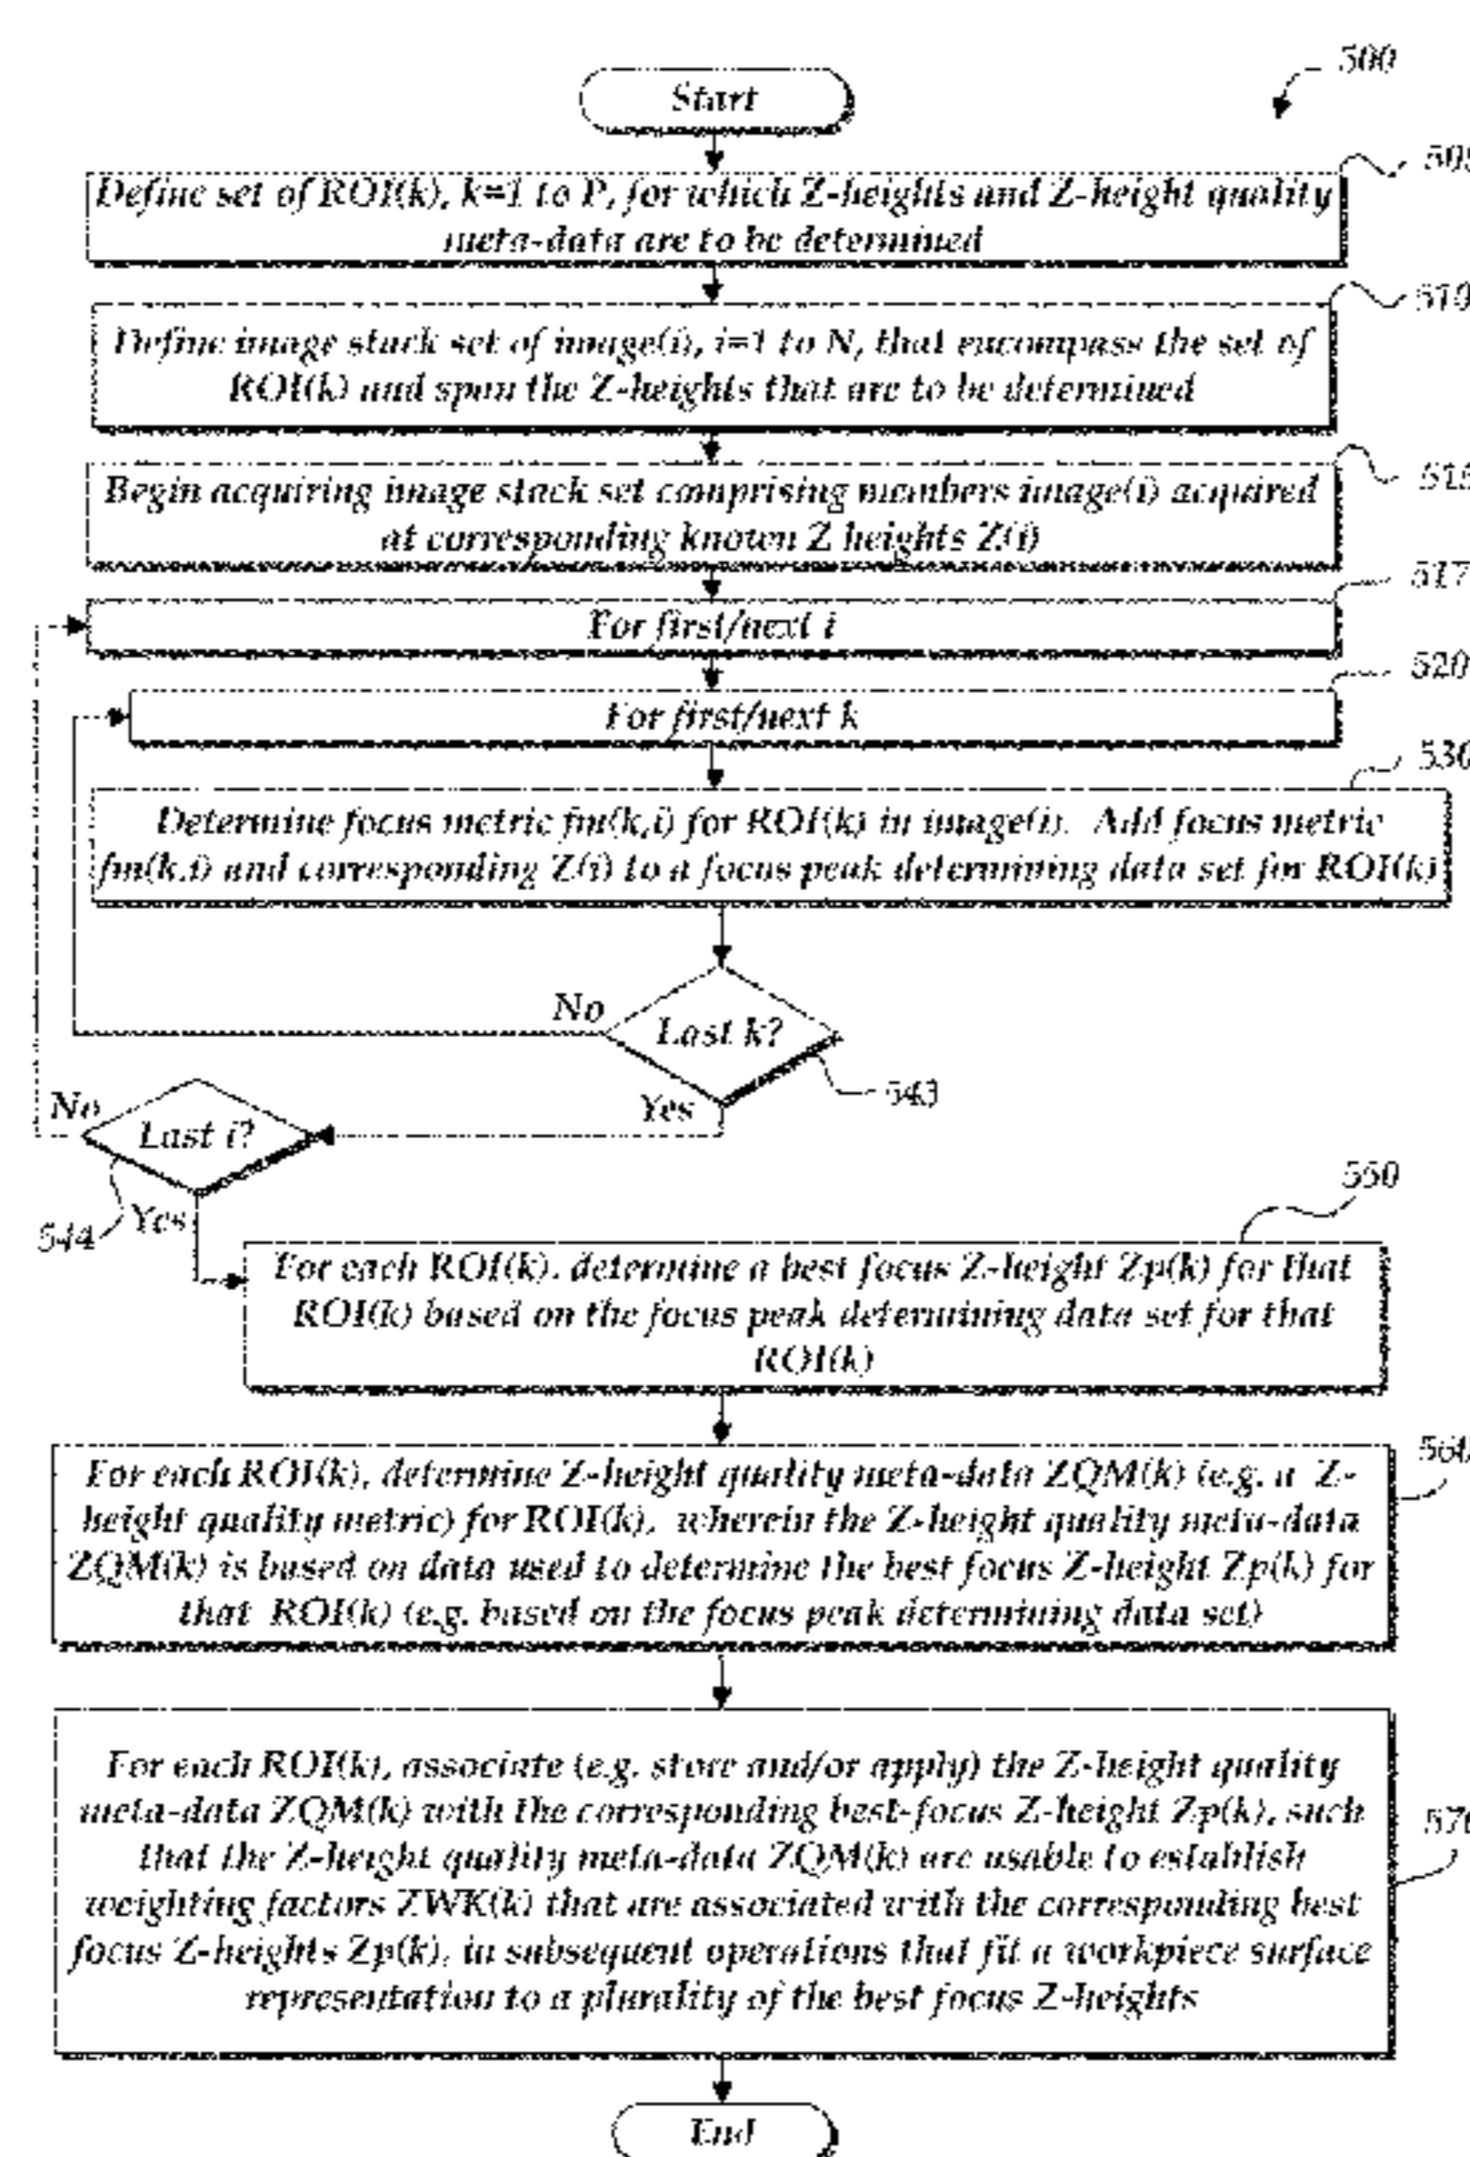 500
Start
505
Define set of ROI(k), k=1 to P, for which Z-heights and Z-height quality
meta-data are to be determined
510
Define image stack set of image(i), i=1 to N, that encompass the set of
ROI(k) and span the Z-heights that are to be determined
515
Begin acquiring image stack set comprising members image(i) acquired
at corresponding known Z heights Z(i)
517
For first/next i
520
For first/next k
530
Determine focus metric fm(k,i) for ROI(k) in image(i). Add focus metric
fm(k,i) and corresponding Z(i) to a focus peak determining data set for ROI(k)
No
Last k?
543
Yes
No
Last i?
544
Yes
550
For each ROI(k), determine a best focus Z-height Zp(k) for that
ROI(k) based on the focus peak determining data set for that
ROI(k)
560
For each ROI(k), determine Z-height quality meta-data ZQM(k) (e.g. a Z-
height quality metric) for ROI(k), wherein the Z-height quality meta-data
ZQM(k) is based on data used to determine the best focus Z-height Zp(k) for
that ROI(k) (e.g. based on the focus peak determining data set)
570
For each ROI(k), associate (e.g. store and/or apply) the Z-height quality
meta-data ZQM(k) with the corresponding best-focus Z-height Zp(k), such
that the Z-height quality meta-data ZQM(k) are usable to establish
weighting factors ZWK(k) that are associated with the corresponding best
focus Z-heights Zp(k), in subsequent operations that fit a workpiece surface
representation to a plurality of the best focus Z-heights
End